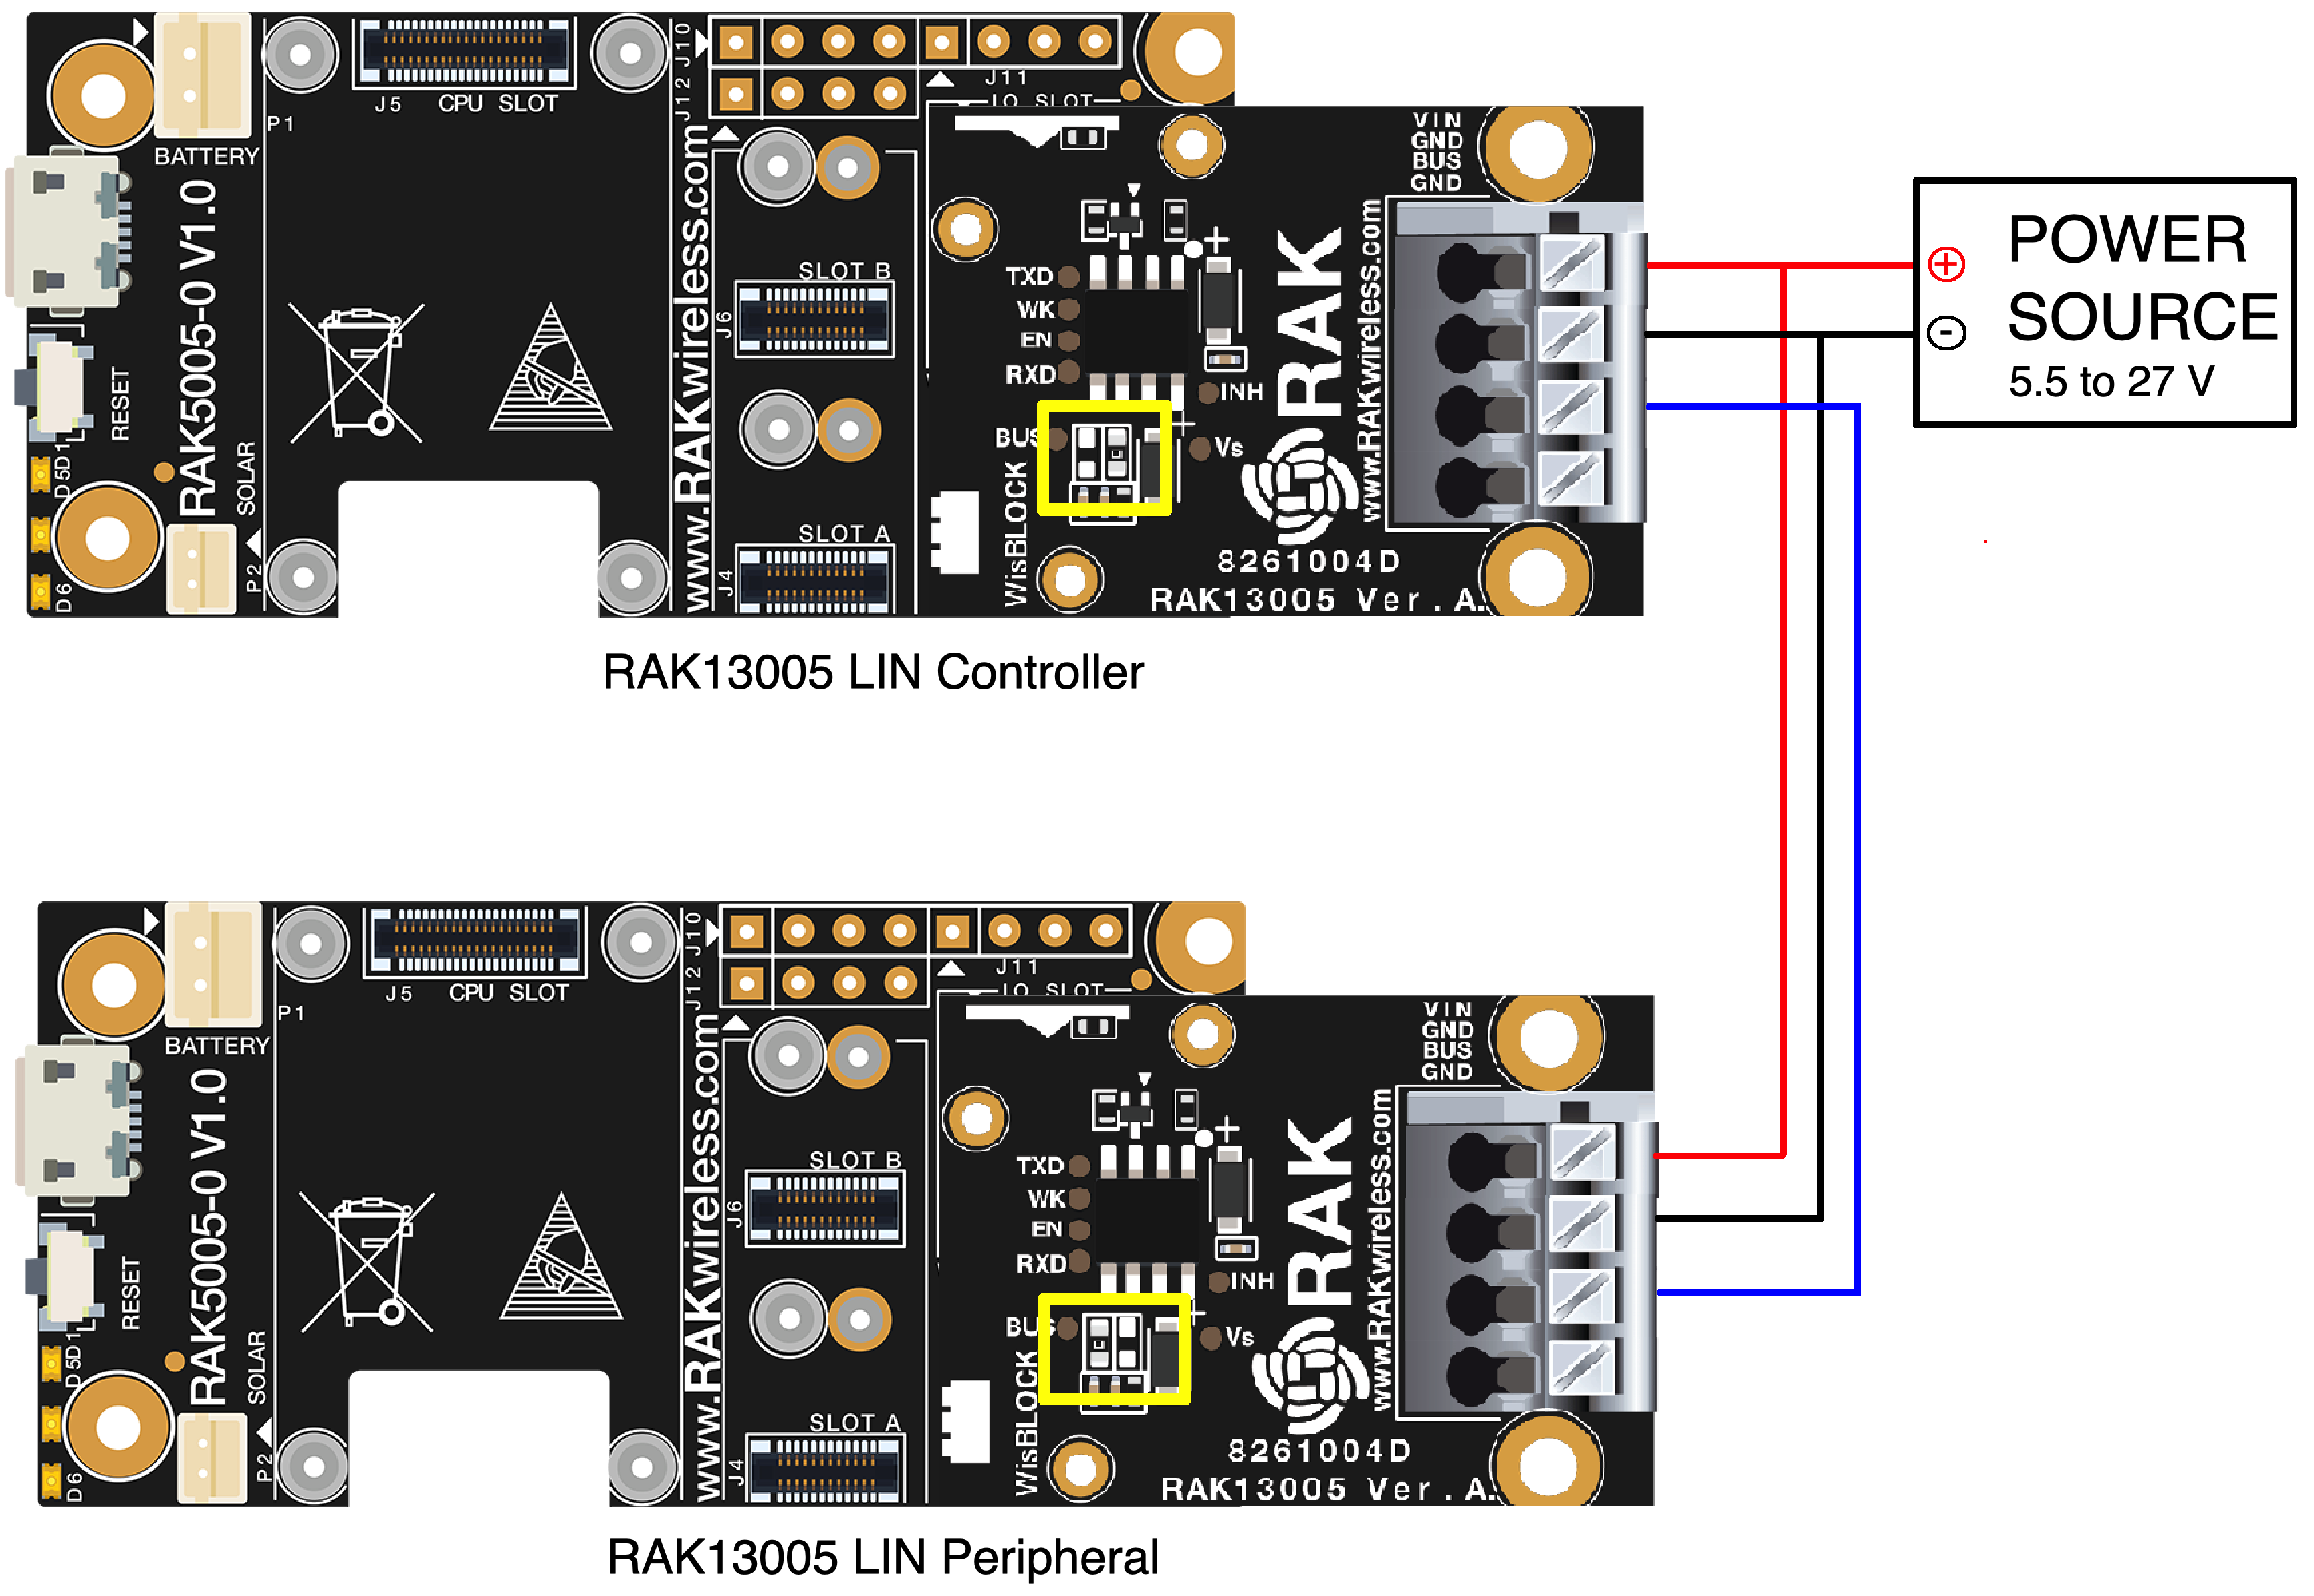 J10
J5 CPU SLOT
J11
J12
IO SLOT
P1
BATTERY
VIN
GND
BUS
GND
RAK5005-0 V1.0
www.RAKwireless.com
SLOT B
J6
TXD
WK
EN
RXD
+
INH
RAK
www.RAKwireless.com
+
POWER
-
SOURCE
5.5 to 27 V
RESET
SOLAR
BUS
+
Vs
WisBLOCK
D1
D5
D6
P2
SLOT A
J4
8261004D
RAK13005 Ver.A.
RAK13005 LIN Controller
J10
J5 CPU SLOT
J11
J12
IO SLOT
P1
BATTERY
VIN
GND
BUS
GND
RAK5005-0 V1.0
www.RAKwireless.com
SLOT B
J6
TXD
WK
EN
RXD
+
INH
RAK
www.RAKwireless.com
RESET
SOLAR
BUS
+
Vs
WisBLOCK
D1
D5
D6
P2
SLOT A
J4
8261004D
RAK13005 Ver.A.
RAK13005 LIN Peripheral